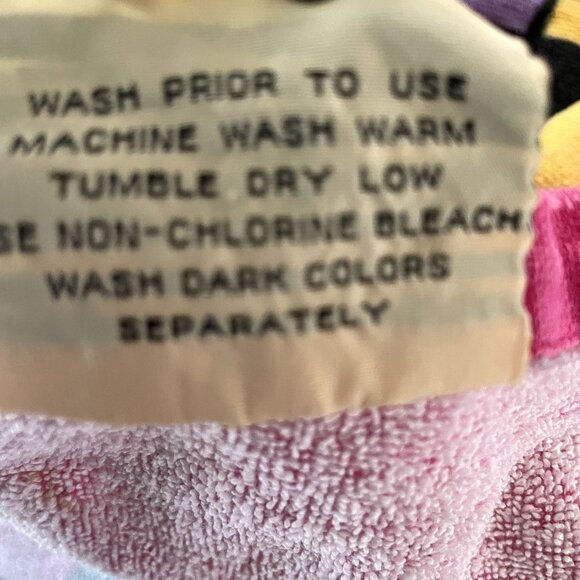 WASH PRIOR TO USE
MACHINE WASH WARM
TUMBLE DRY LOW
SE NON-CHLORINE BLEACH
WASH DARK COLORS
SEPARATELY